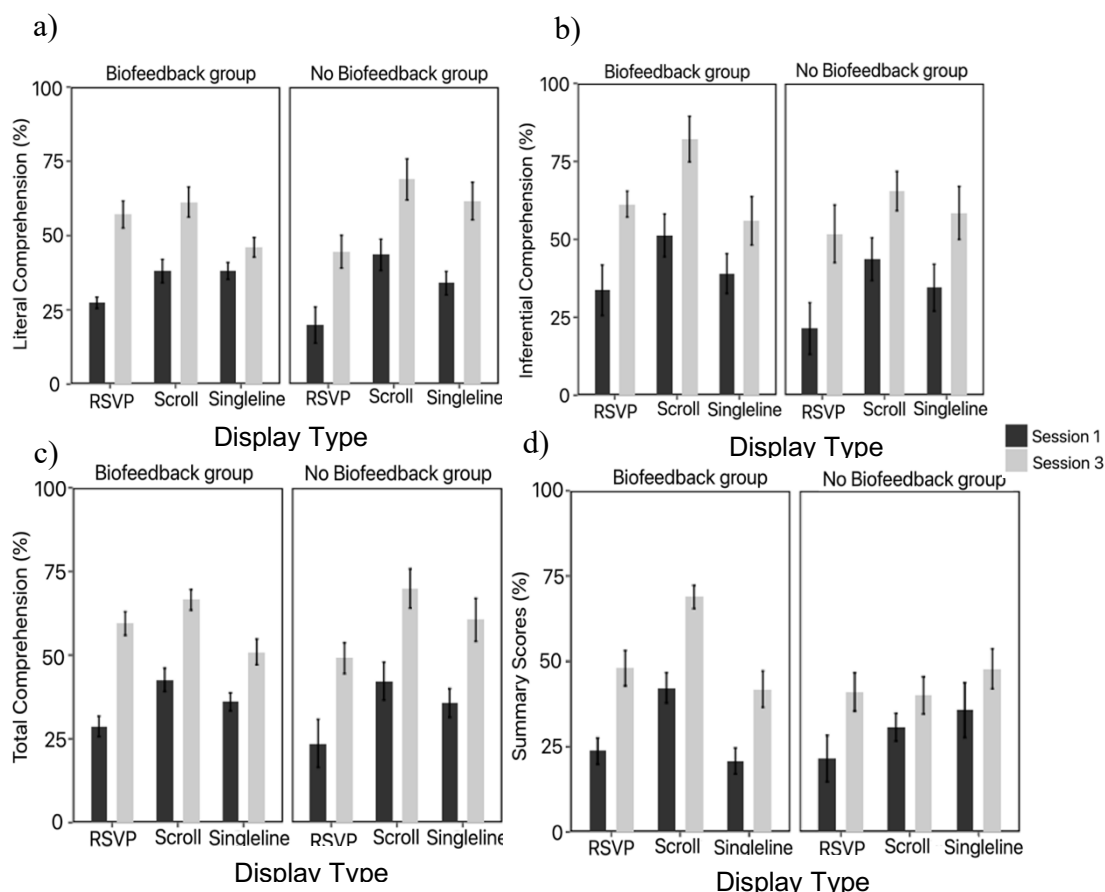 a)
Biofeedback group No Biofeedback group
Literal Comprehension (%)
100
75
50
25
0
RSVP Scroll Singleline RSVP Scroll Singleline
Display Type
b)
Biofeedback group No Biofeedback group
Inferential Comprehension (%)
100
75
50
25
0
RSVP Scroll Singleline RSVP Scroll Singleline
Display Type
Session 1
Session 3
c)
Biofeedback group No Biofeedback group
Total Comprehension (%)
100
75
50
25
0
RSVP Scroll Singleline RSVP Scroll Singleline
Display Type
d)
Biofeedback group No Biofeedback group
Summary Scores (%)
100
75
50
25
0
RSVP Scroll Singleline RSVP Scroll Singleline
Display Type